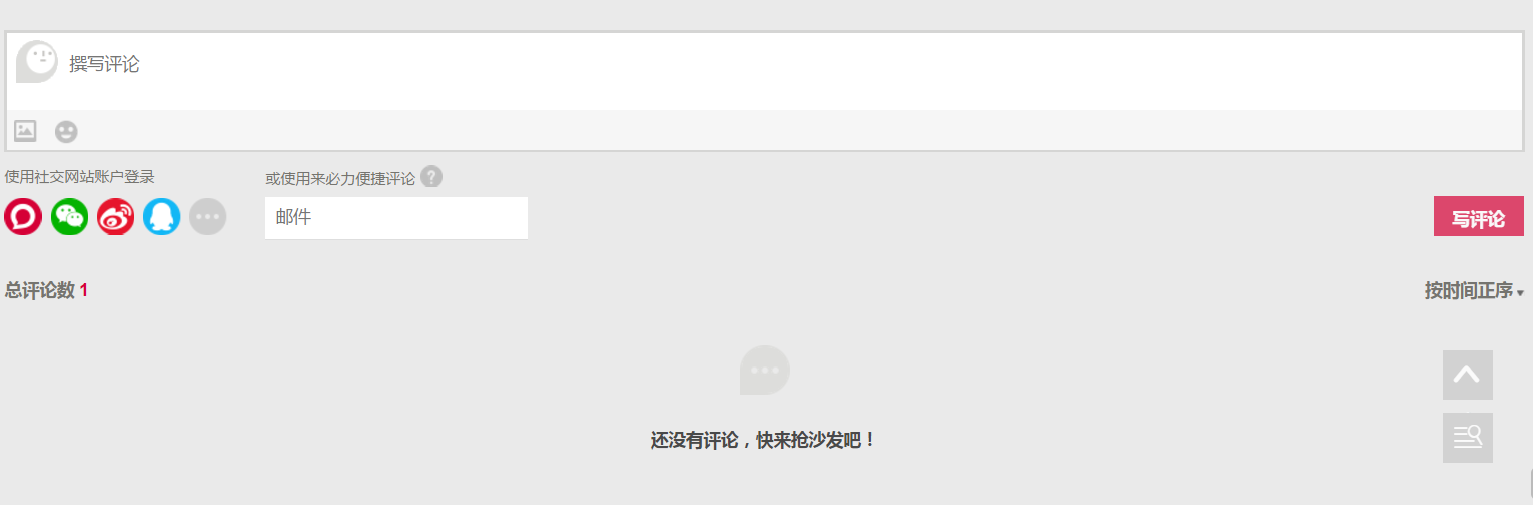 撰写评论
使用社交网站账户登录
或使用来必力便捷评论 ?
邮件
写评论
总评论数 1
按时间正序
还没有评论，快来抢沙发吧！